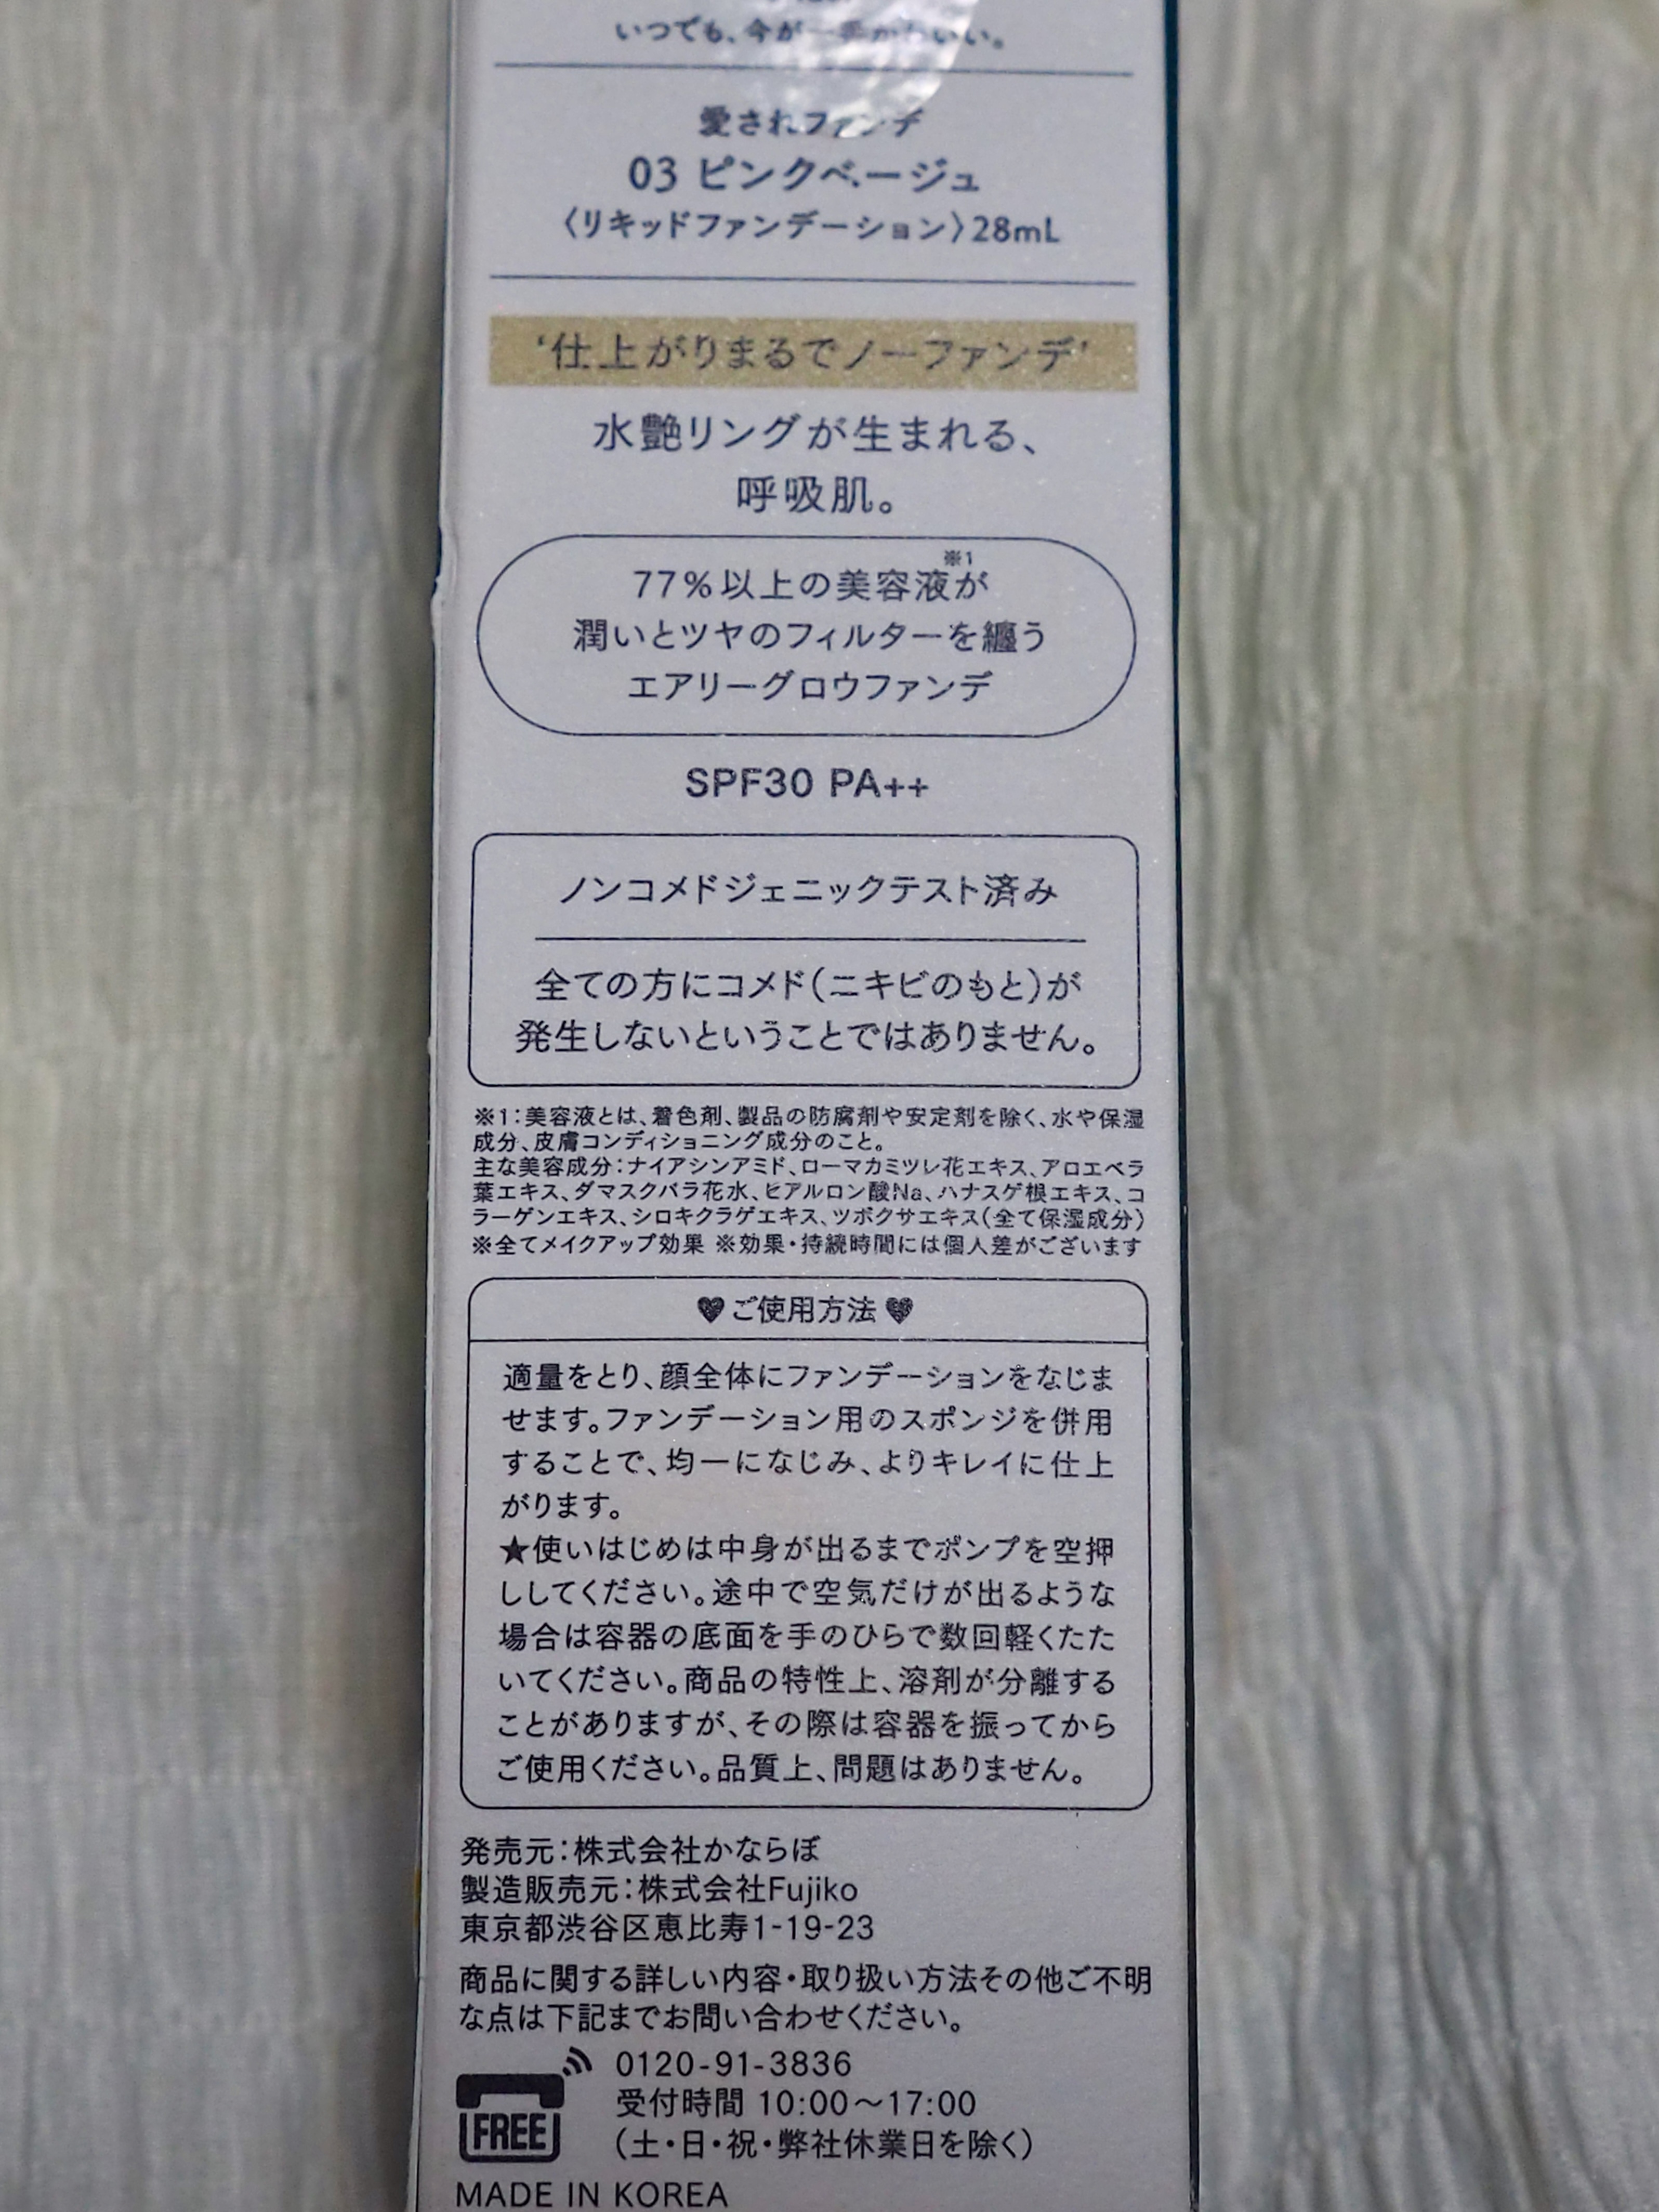 いつでも、今が一番かわいい。
愛されファンデ
03 ピンクベージュ
〈リキッドファンデーション〉28mL
‘仕上がりまるでノーファンデ’
水艶リングが生まれる、
呼吸肌。
77%以上の美容液※1が
潤いとツヤのフィルターを纏う
エアリーグロウファンデ
SPF30 PA++
ノンコメドジェニックテスト済み
全ての方にコメド(ニキビのもと)が
発生しないということではありません。
※1:美容液とは、着色剤、製品の防腐剤や安定剤を除く、水や保湿
成分、皮膚コンディショニング成分のこと。
主な美容成分:ナイアシンアミド、ローマカミツレ花エキス、アロエベラ
葉エキス、ダマスクバラ花水、ヒアルロン酸Na、ハナスゲ根エキス、コ
ラーゲンエキス、シロキクラゲエキス、ツボクサエキス(全て保湿成分)
※全てメイクアップ効果 ※効果・持続時間には個人差がございます
♥ご使用方法♥
適量をとり、顔全体にファンデーションをなじま
せます。ファンデーション用のスポンジを併用
することで、均一になじみ、よりキレイに仕上
がります。
★使いはじめは中身が出るまでポンプを空押
ししてください。途中で空気だけが出るような
場合は容器の底面を手のひらで数回軽くたた
いてください。商品の特性上、溶剤が分離する
ことがありますが、その際は容器を振ってから
ご使用ください。品質上、問題はありません。
発売元:株式会社かならぼ
製造販売元:株式会社Fujiko
東京都渋谷区恵比寿1-19-23
商品に関する詳しい内容・取り扱い方法その他ご不明
な点は下記までお問い合わせください。
FREE
0120-91-3836
受付時間 10:00〜17:00
(土・日・祝・弊社休業日を除く)
MADE IN KOREA